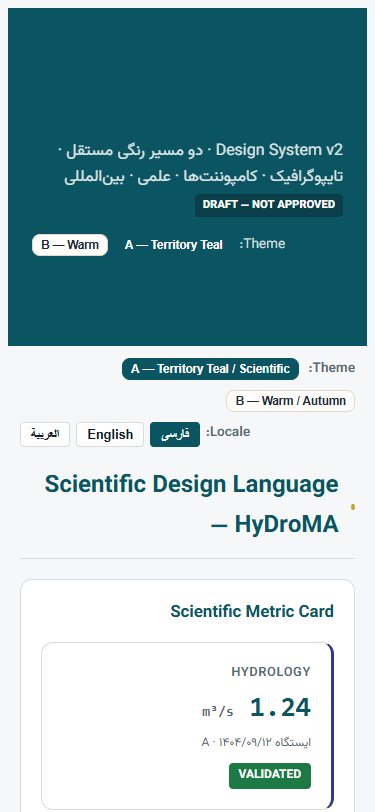 Design System v2 · دو مسیر رنگی مستقل ·
تایپوگرافیک · کامپوننت‌ها · علمی · بین‌المللی
DRAFT — NOT APPROVED
Theme: A — Territory Teal B — Warm
Theme: A — Territory Teal / Scientific
B — Warm / Autumn
Locale: فارسی English العربية
Scientific Design Language
— HyDroMA
Scientific Metric Card
HYDROLOGY
1.24 m³/s
ایستگاه A · ۱۴۰۴/۰۹/۱۲
VALIDATED